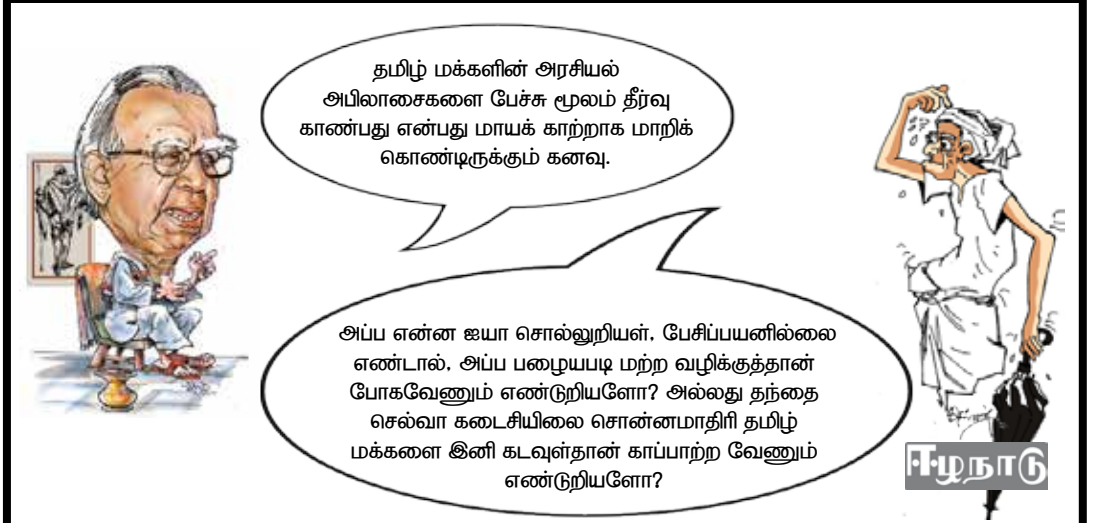 தமிழ் மக்களின் அரசியல்
அபிலாசைகளை பேச்சு மூலம் தீர்வு
காண்பது என்பது மாயக் காற்றாக மாறிக்
கொண்டிருக்கும் கனவு.
அப்ப என்ன ஐயா சொல்லுறியள். பேசிப்பயனில்லை
எண்டால், அப்ப பழையபடி மற்ற வழிக்குத்தான்
போகவேணும் எண்டுறியளோ? அல்லது தந்தை
செல்வா கடைசியிலை சொன்னமாதிரி தமிழ்
மக்களை இனி கடவுள்தான் காப்பாற்ற வேணும்
எண்டுறியளோ?
ஈழநாடு